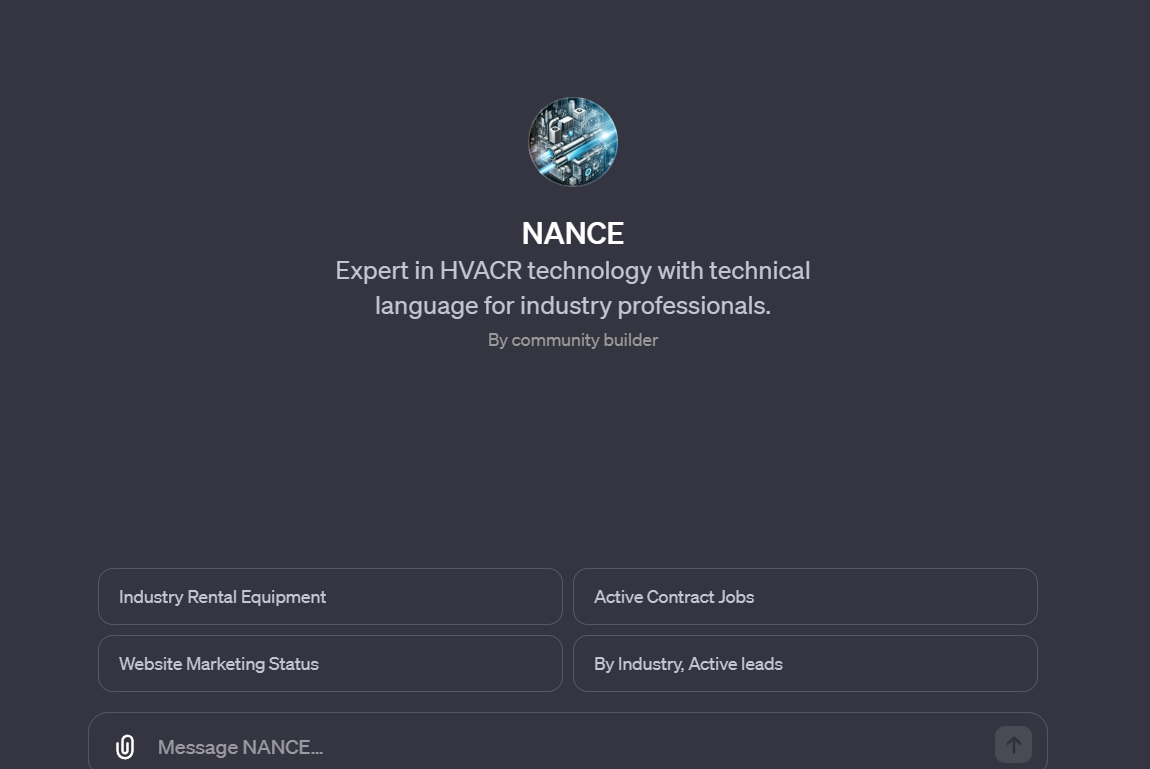 NANCE
Expert in HVACR technology with technical
language for industry professionals.
By community builder
Industry Rental Equipment
Active Contract Jobs
Website Marketing Status
By Industry, Active leads
Message NANCE...